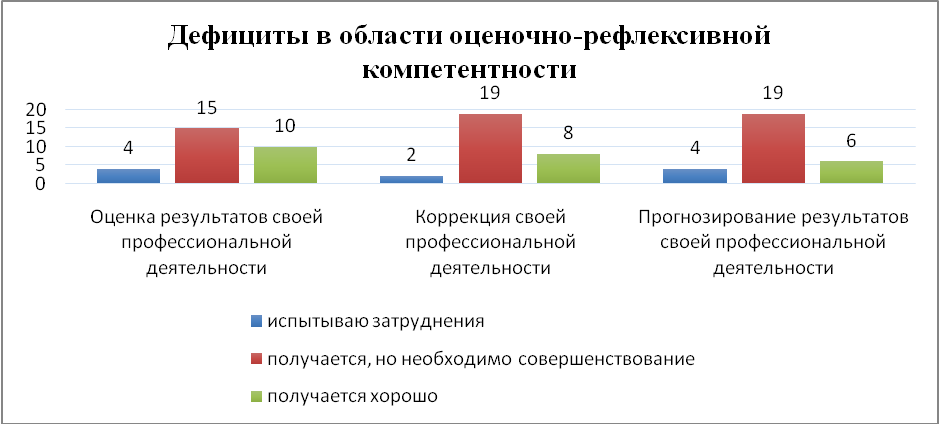 Дефициты в области оценочно-рефлексивной
компетентности
20
15
10
5
0
4
15
10
2
19
8
4
19
6
Оценка результатов своей
профессиональной
деятельности
Коррекция своей
профессиональной
деятельности
Прогнозирование результатов
своей профессиональной
деятельности
испытываю затруднения
получается, но необходимо совершенствование
получается хорошо